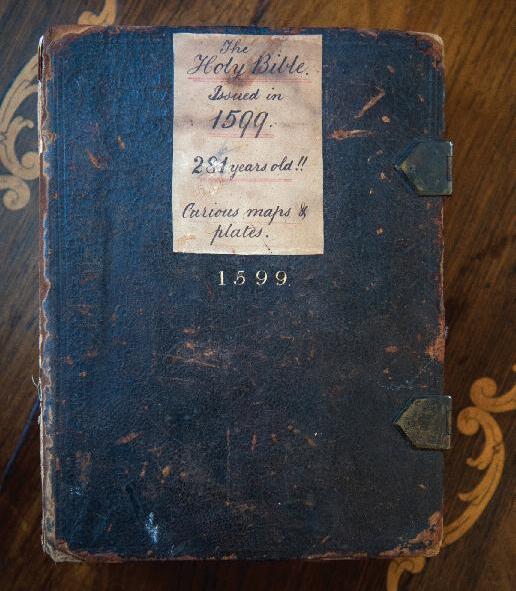 The
Holy Bible.
Issued in
1599.
281 years old!!
Curious maps &
plates.
1599